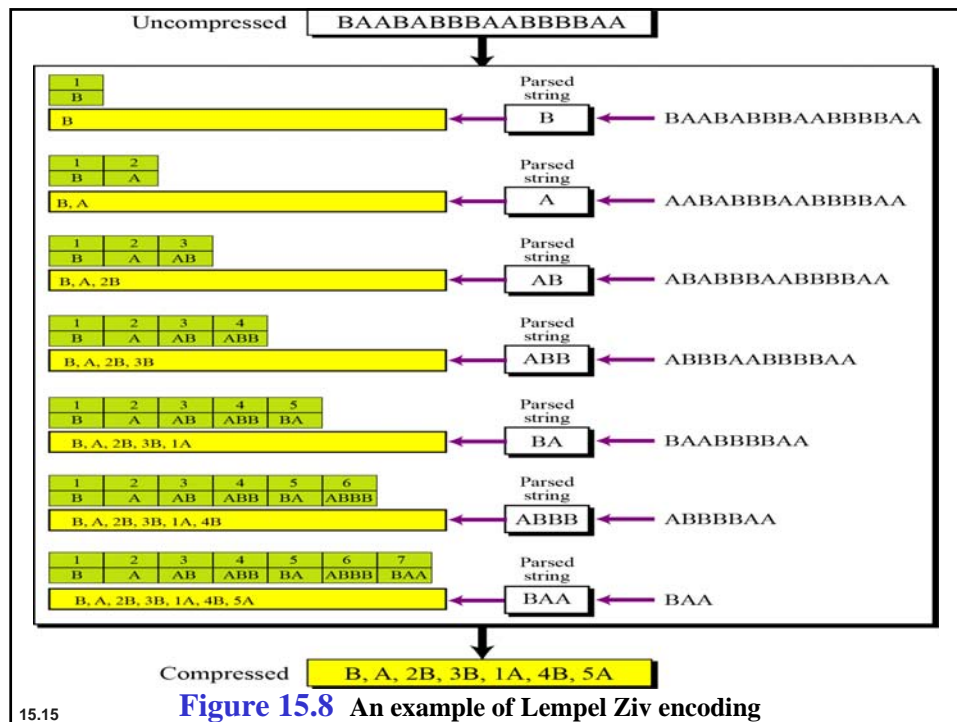 Uncompressed BAABABBBAABBBBAA
1
B
Parsed string
B
B
BAABABBBAABBBBAA
1 2
B A
Parsed string
B, A
A
AABABBBAABBBBAA
1 2 3
B A AB
Parsed string
B, A, 2B
AB
ABABBBAABBBBAA
1 2 3 4
B A AB ABB
Parsed string
B, A, 2B, 3B
ABB
ABBBAABBBBAA
1 2 3 4 5
B A AB ABB BA
Parsed string
B, A, 2B, 3B, 1A
BA
BAABBBBAA
1 2 3 4 5 6
B A AB ABB BA ABBB
Parsed string
B, A, 2B, 3B, 1A, 4B
ABBB
ABBBBAA
1 2 3 4 5 6 7
B A AB ABB BA ABBB BAA
Parsed string
B, A, 2B, 3B, 1A, 4B, 5A
BAA
BAA
Compressed B, A, 2B, 3B, 1A, 4B, 5A
15.15 Figure 15.8 An example of Lempel Ziv encoding